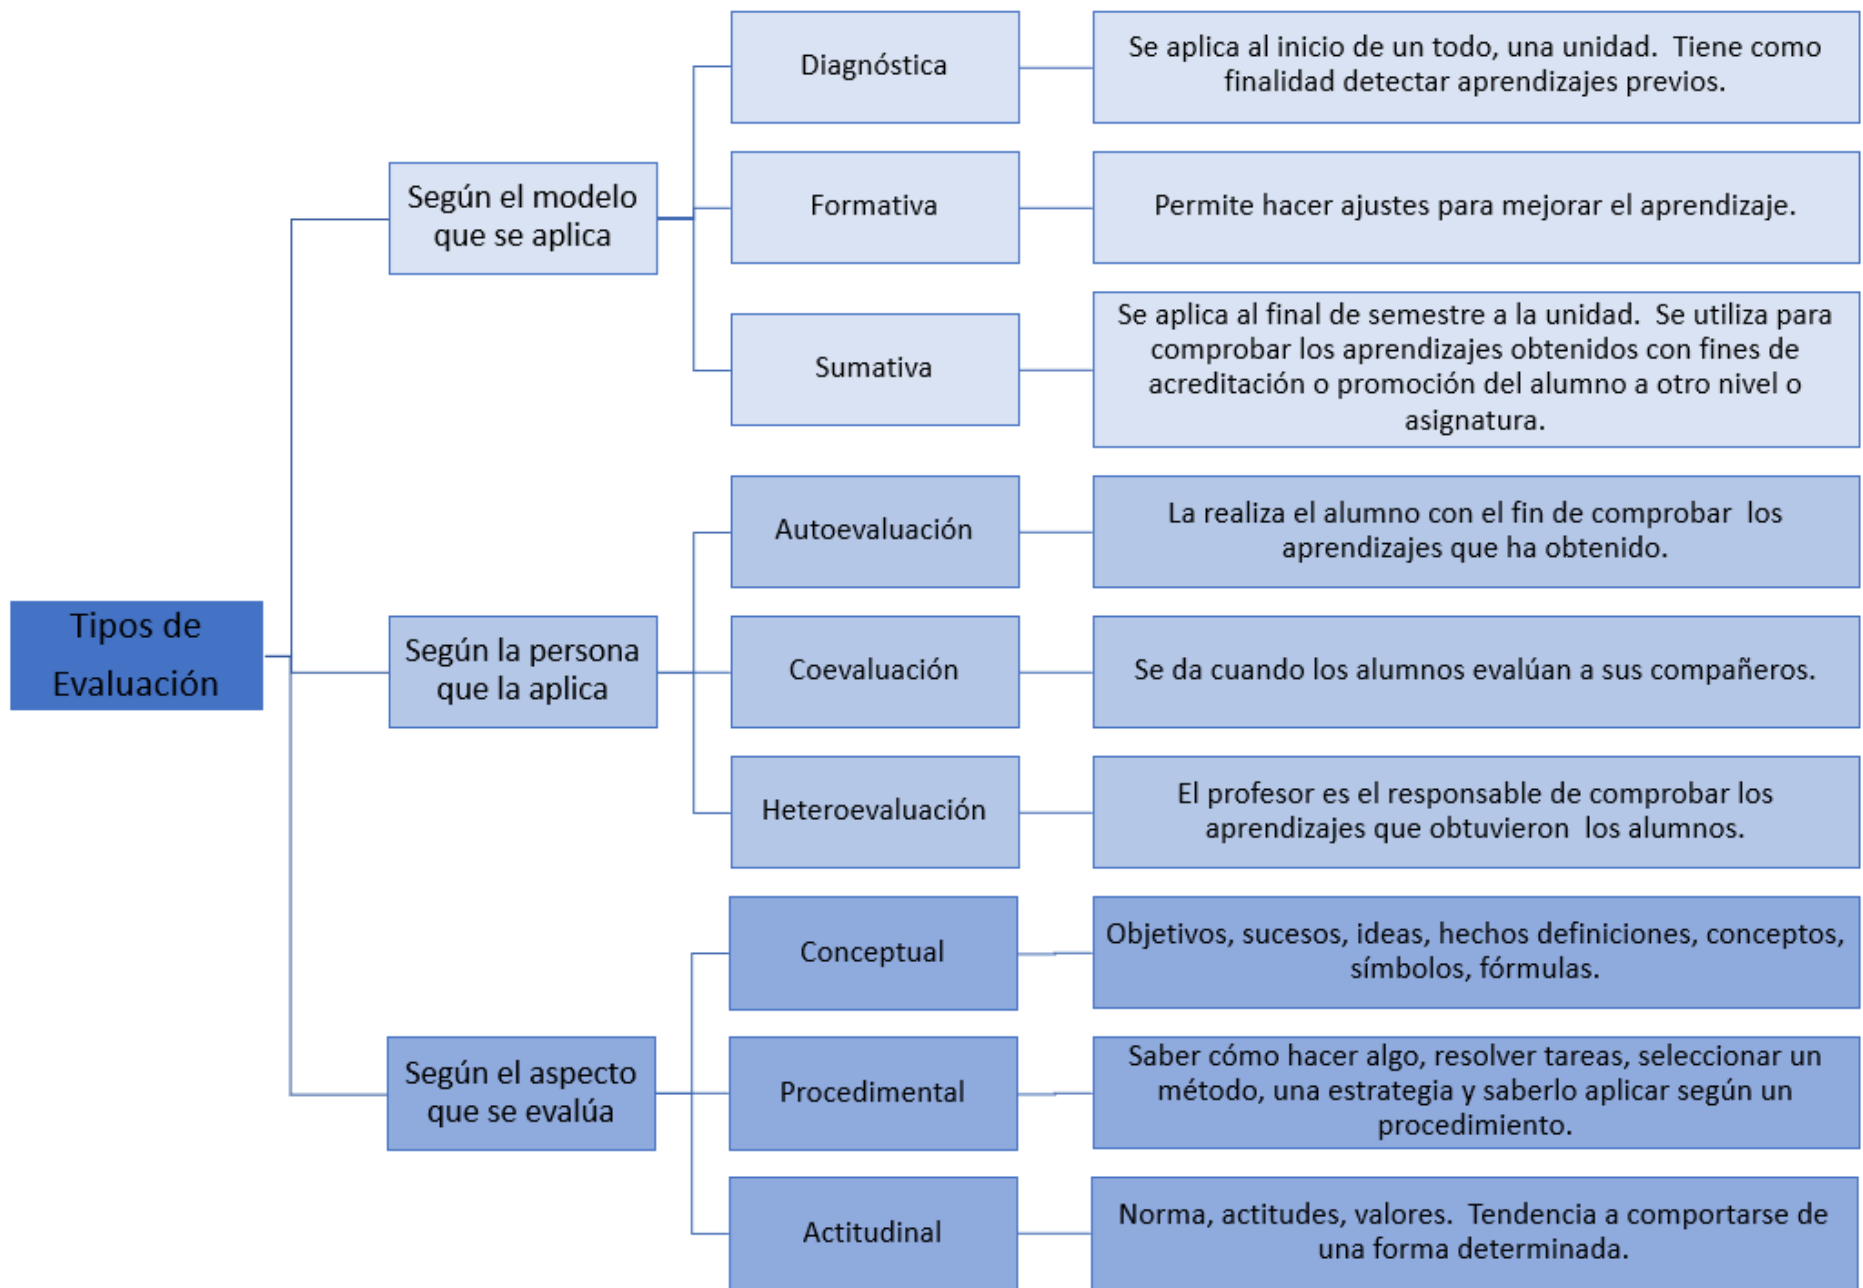 Tipos de
Evaluación
Según el modelo
que se aplica
Diagnóstica
Se aplica al inicio de un todo, una unidad.  Tiene como
finalidad detectar aprendizajes previos.
Formativa
Permite hacer ajustes para mejorar el aprendizaje.
Sumativa
Se aplica al final de semestre a la unidad.  Se utiliza para
comprobar los aprendizajes obtenidos con fines de
acreditación o promoción del alumno a otro nivel o
asignatura.
Según la persona
que la aplica
Autoevaluación
La realiza el alumno con el fin de comprobar  los
aprendizajes que ha obtenido.
Coevaluación
Se da cuando los alumnos evalúan a sus compañeros.
Heteroevaluación
El profesor es el responsable de comprobar los
aprendizajes que obtuvieron  los alumnos.
Según el aspecto
que se evalúa
Conceptual
Objetivos, sucesos, ideas, hechos definiciones, conceptos,
símbolos, fórmulas.
Procedimental
Saber cómo hacer algo, resolver tareas, seleccionar un
método, una estrategia y saberlo aplicar según un
procedimiento.
Actitudinal
Norma, actitudes, valores.  Tendencia a comportarse de
una forma determinada.